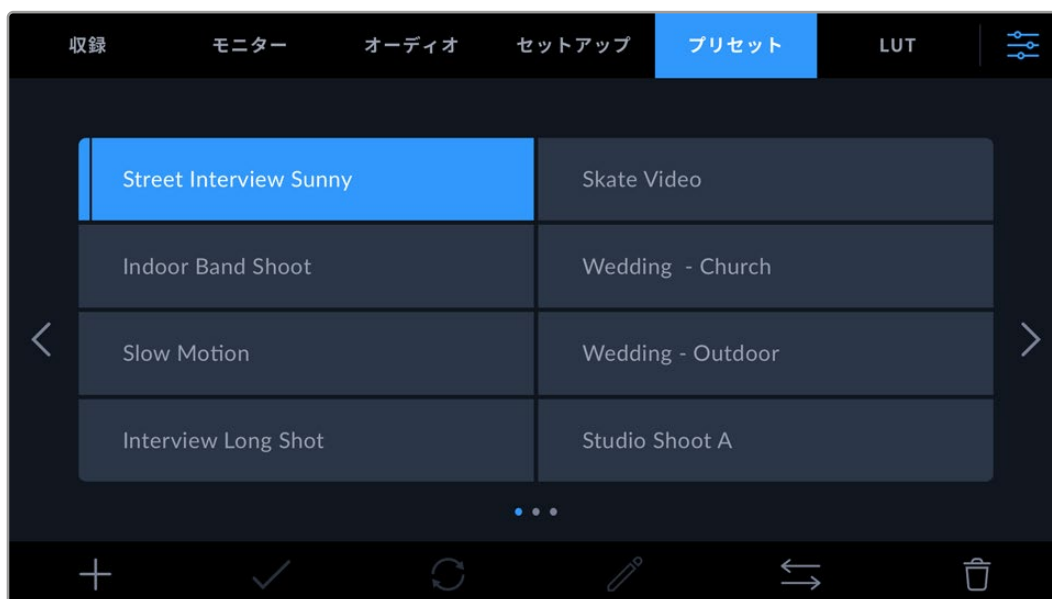 収録 モニター オーディオ セットアップ プリセット LUT
Street Interview Sunny Skate Video
Indoor Band Shoot Wedding - Church
Slow Motion Wedding - Outdoor
Interview Long Shot Studio Shoot A